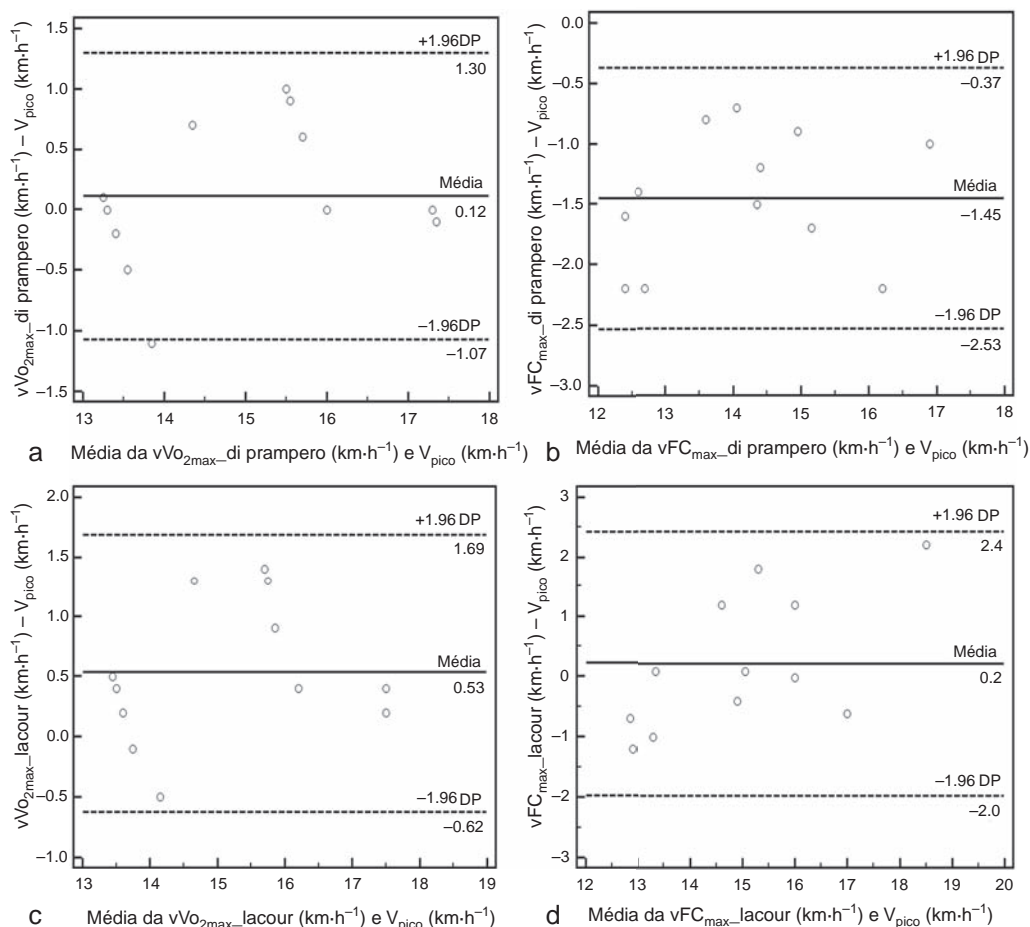 vVo₂max_di prampero (km·h⁻¹) – Vpico (km·h⁻¹)
1.5
1.0
0.5
0.0
–0.5
–1.0
–1.5
+1.96DP
1.30
Média
0.12
–1.96DP
–1.07
13 14 15 16 17 18
a Média da vVo₂max_di prampero (km·h⁻¹) e Vpico (km·h⁻¹)
vFCmax_di prampero (km·h⁻¹) – Vpico (km·h⁻¹)
0.0
–0.5
–1.0
–1.5
–2.0
–2.5
–3.0
+1.96 DP
–0.37
Média
–1.45
–1.96 DP
–2.53
12 13 14 15 16 17 18
b Média da vFCmax_di prampero (km·h⁻¹) e Vpico (km·h⁻¹)
vVo₂max_lacour (km·h⁻¹) – Vpico (km·h⁻¹)
2.0
1.5
1.0
0.5
0.0
–0.5
–1.0
+1.96 DP
1.69
Média
0.53
–1.96 DP
–0.62
13 14 15 16 17 18 19
c Média da vVo₂max_lacour (km·h⁻¹) e Vpico (km·h⁻¹)
vFCmax_lacour (km·h⁻¹) – Vpico (km·h⁻¹)
3
2
1
0
–1
–2
–3
+1.96 DP
2.4
Média
0.2
–1.96 DP
–2.0
12 13 14 15 16 17 18 19 20
d Média da vFCmax_lacour (km·h⁻¹) e Vpico (km·h⁻¹)